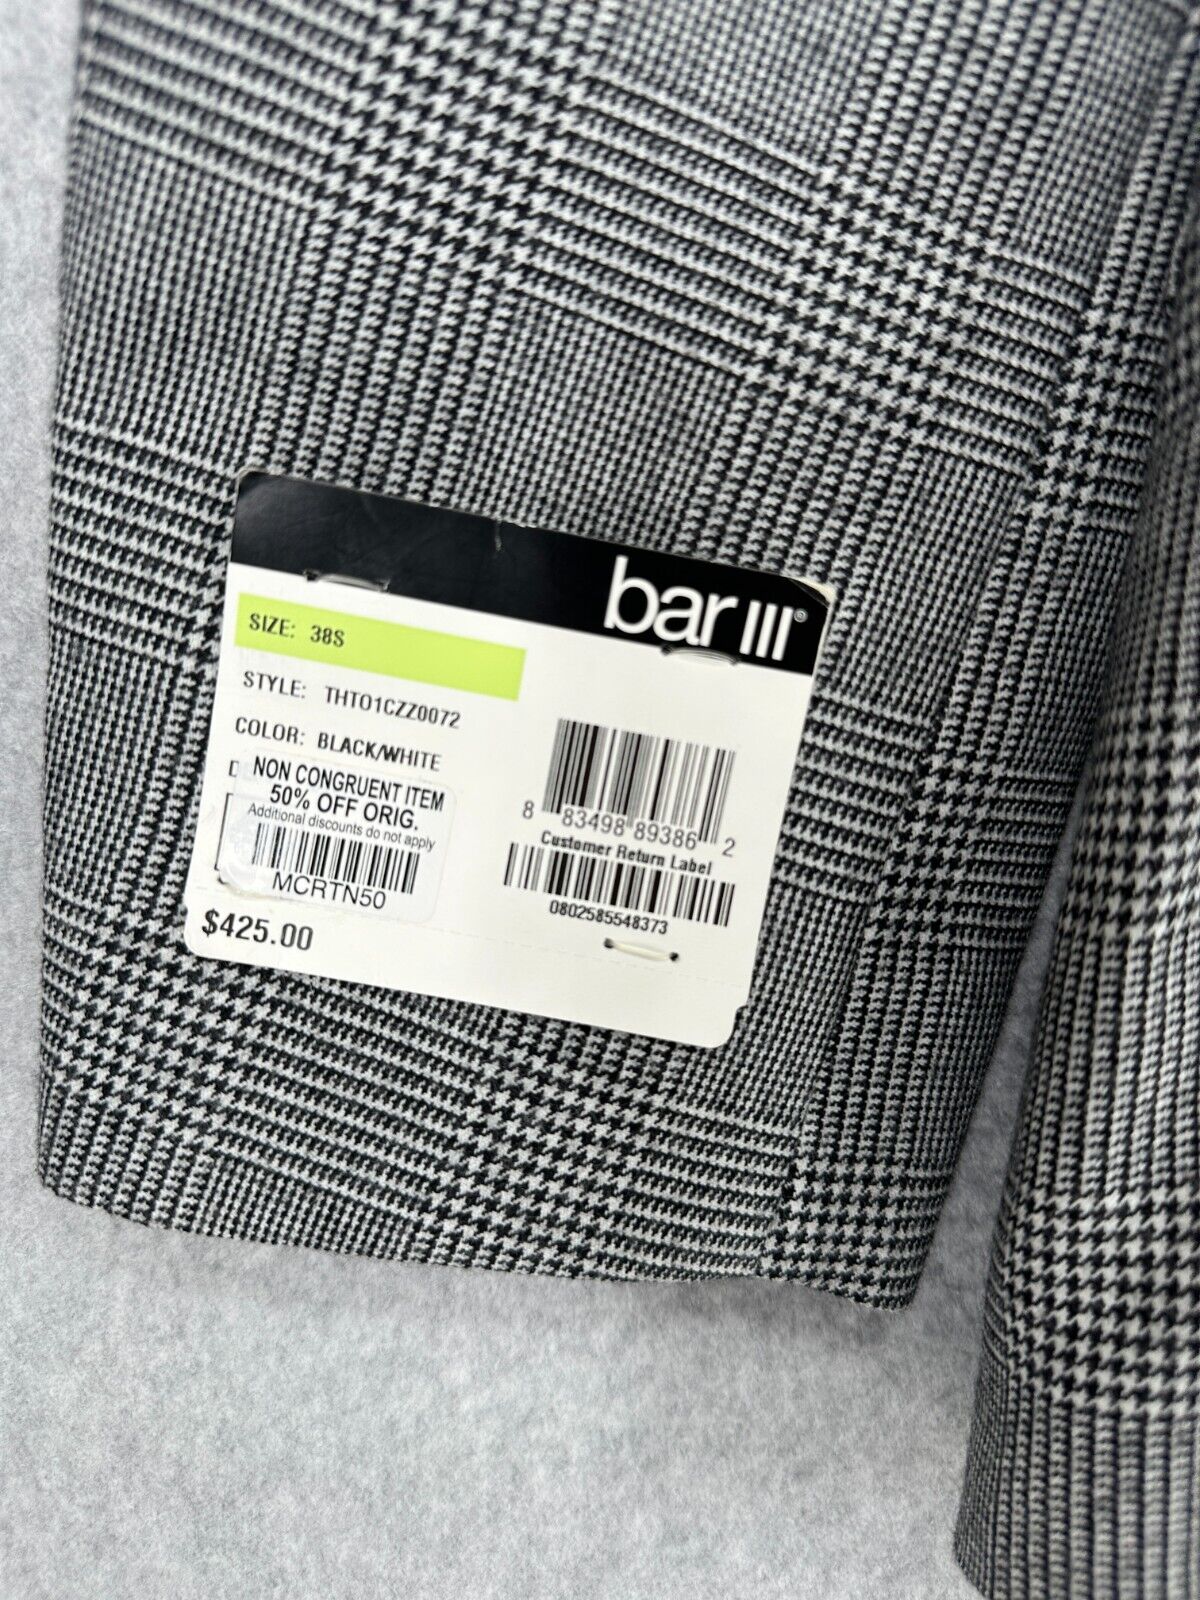 bar III®
SIZE: 38S
STYLE: THTO1CZZ0072
COLOR: BLACK/WHITE
NON CONGRUENT ITEM
50% OFF ORIG.
Additional discounts do not apply
MCRTN50
$425.00
8 83498 89386 2
Customer Return Label
0802585548373